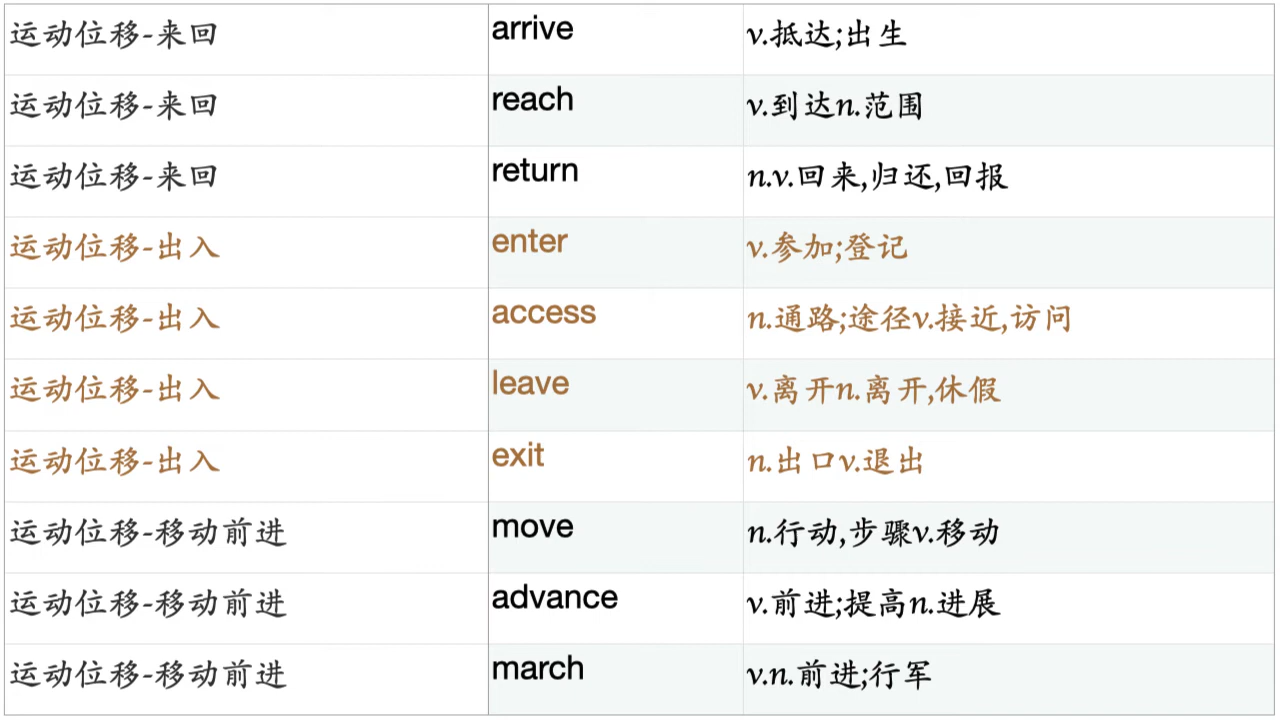 运动位移-来回 arrive v.抵达;出生
运动位移-来回 reach v.到达n.范围
运动位移-来回 return n.v.回来,归还,回报
运动位移-出入 enter v.参加;登记
运动位移-出入 access n.通路;途径v.接近,访问
运动位移-出入 leave v.离开n.离开,休假
运动位移-出入 exit n.出口v.退出
运动位移-移动前进 move n.行动,步骤v.移动
运动位移-移动前进 advance v.前进;提高n.进展
运动位移-移动前进 march v.n.前进;行军